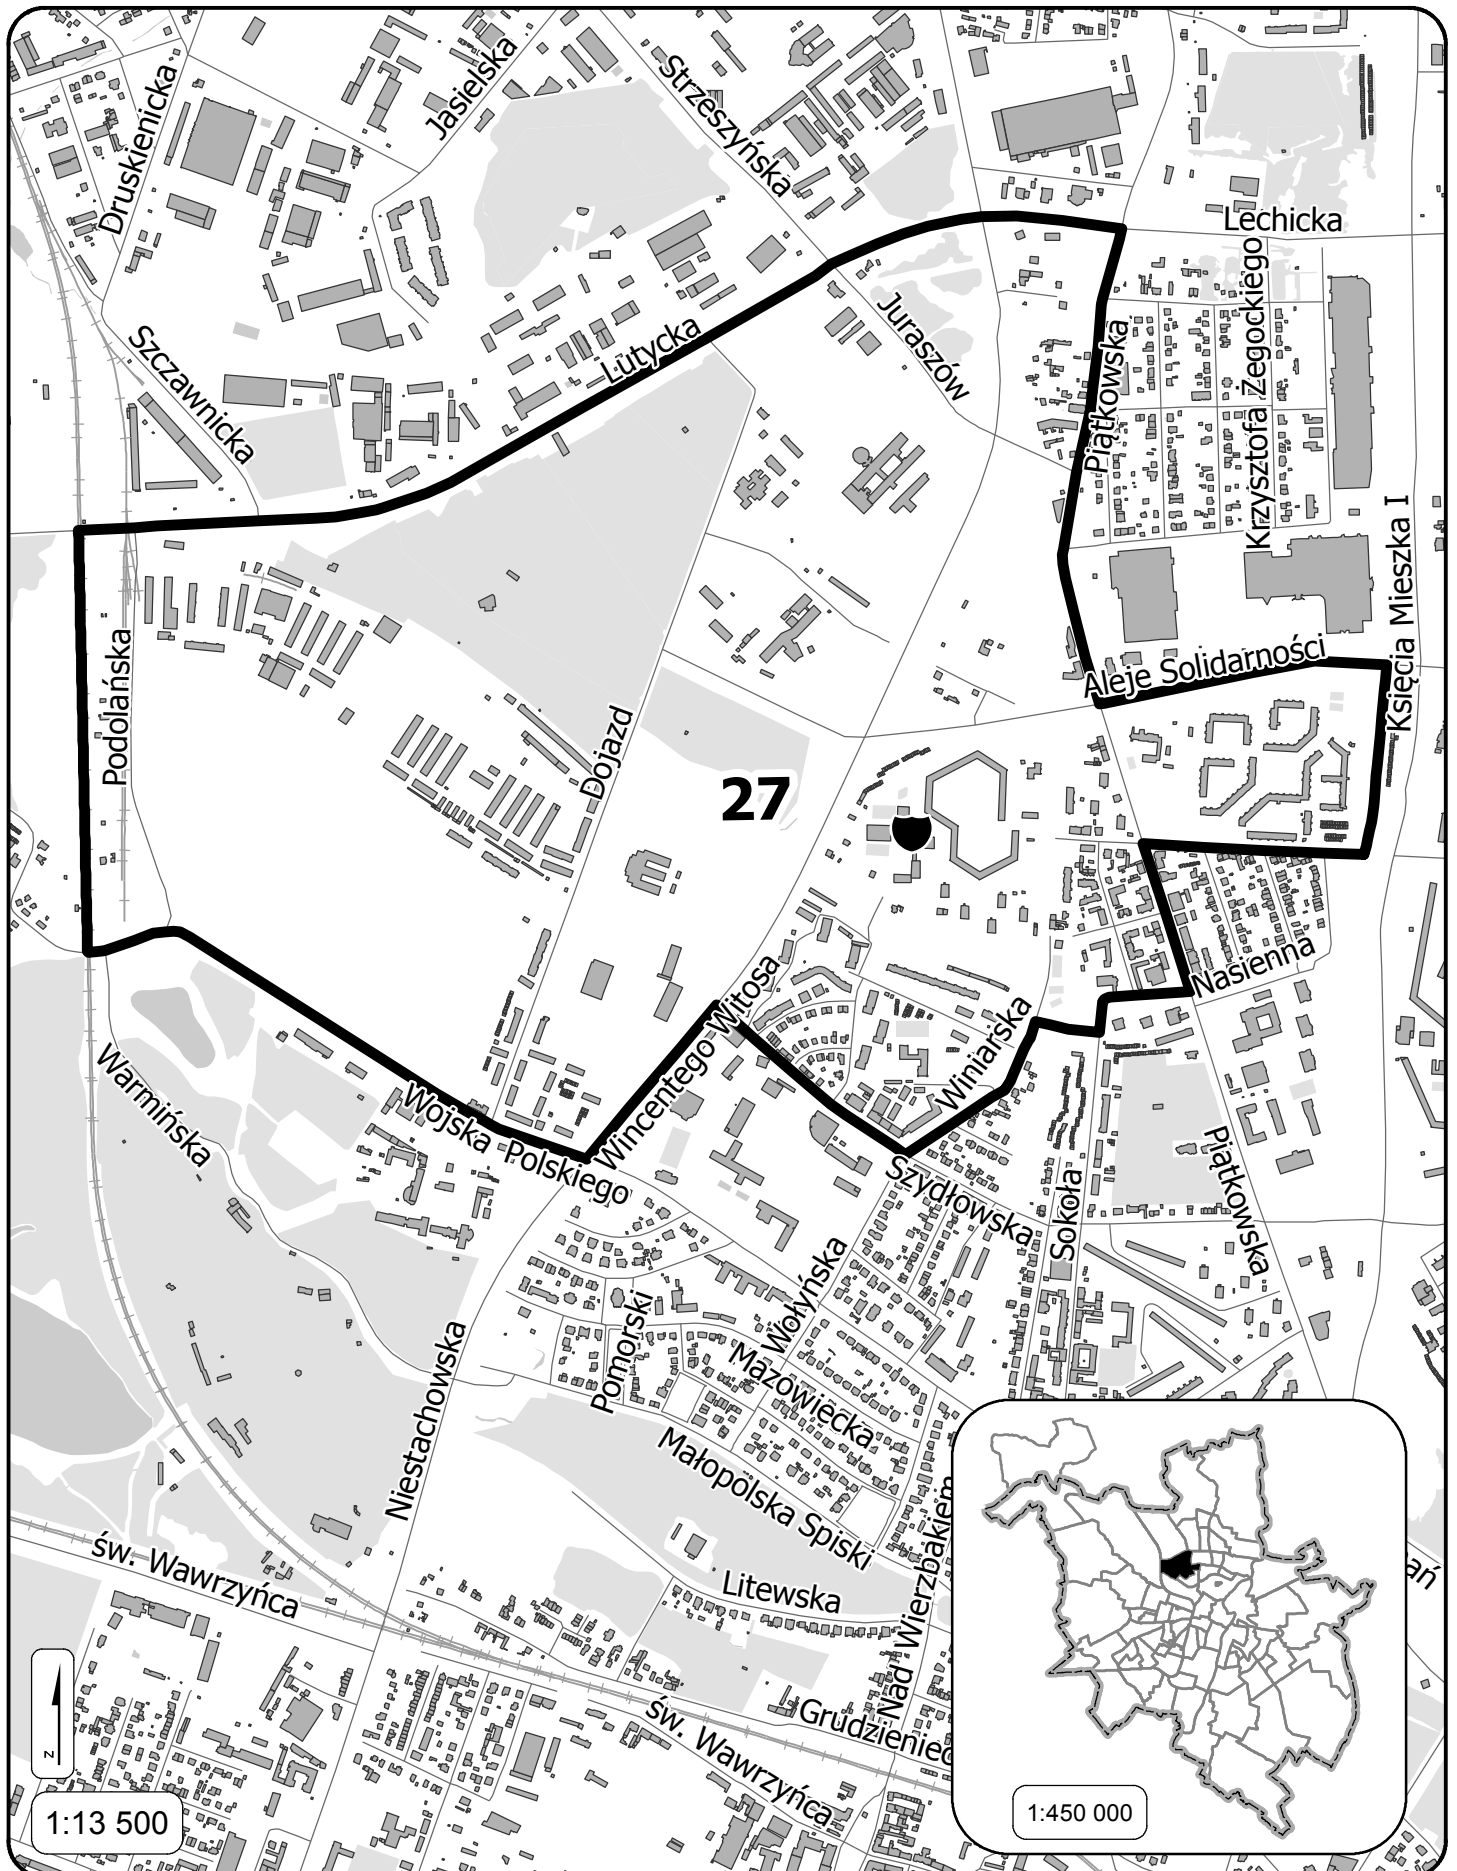 Druskienicka
Jasielska
Strzeszyńska
Lechicka
Szczawnicka
Lutycka
Juraszów
Piątkowska
Krzysztofa Żegockiego
Księcia Mieszka I
Aleje Solidarności
Podolańska
Dojazd
27
Nasienna
Wincentego Witosa
Winiarska
Warmińska
Wojska Polskiego
Szydłowska
Sokoła
Piątkowska
Wołyńska
Pomorski
Mazowiecka
Niestachowska
Małopolska Spiski
Nad Wierzbakiem
św. Wawrzyńca
Litewska
św. Wawrzyńca
Grudzieniec
ań
N
1:13 500
1:450 000